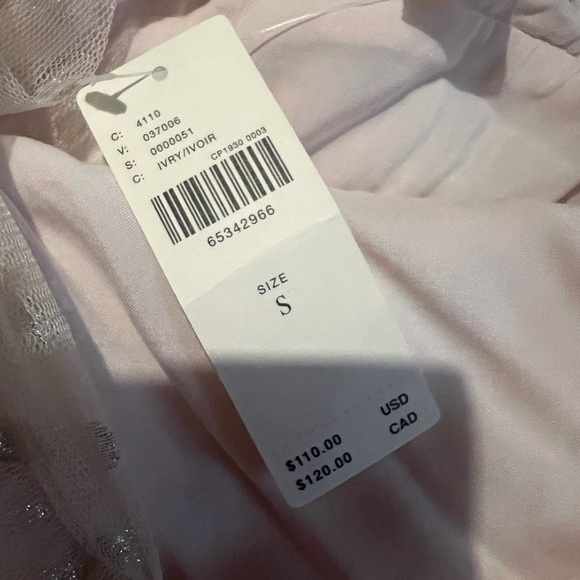 C: 4110
V: 037006
S: 0000051
C: IVRY/IVOIR
CP1930 0003
65342966
SIZE
S
$110.00 USD
$120.00 CAD